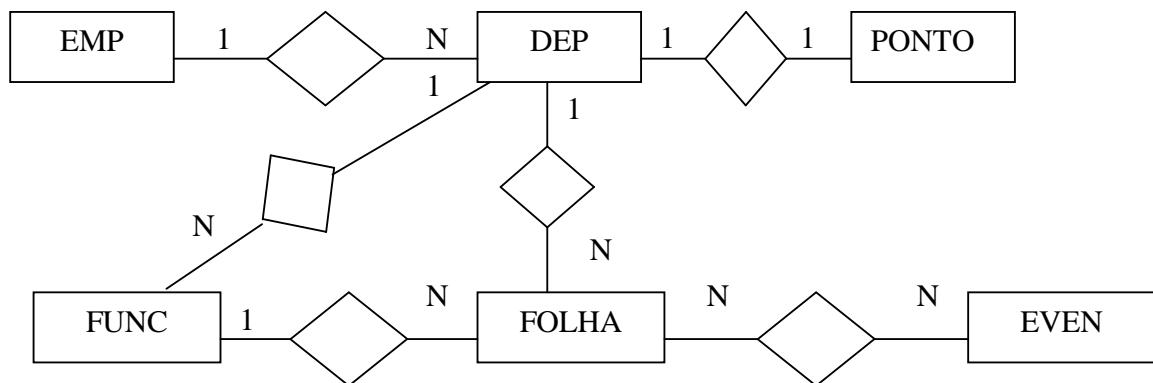 EMP 1 N DEP 1 1 PONTO
1 1
N N
FUNC 1 N FOLHA N N EVEN